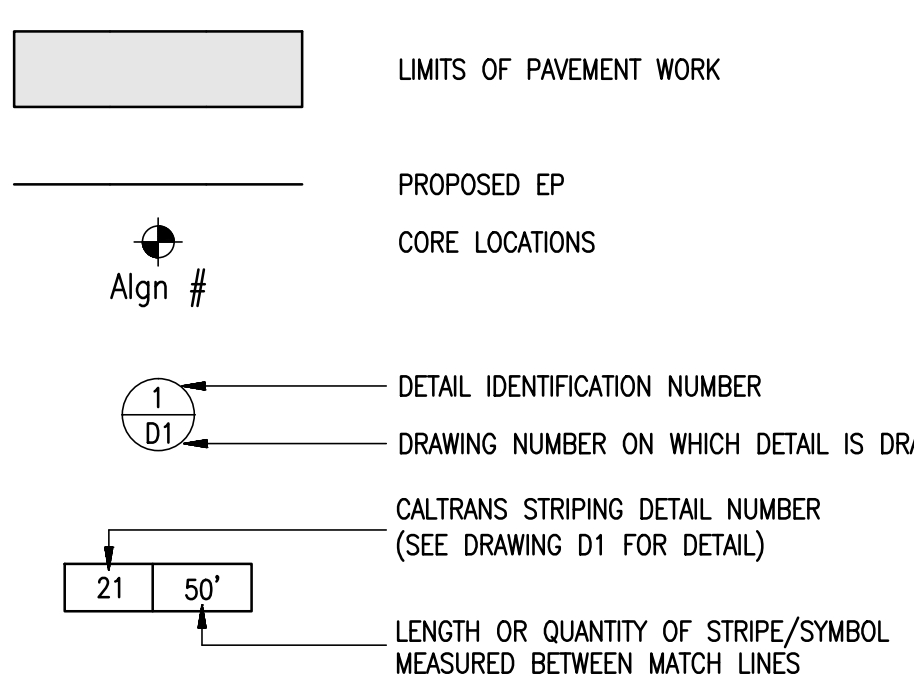 LIMITS OF PAVEMENT WORK
PROPOSED EP
CORE LOCATIONS
Algn #
1
D1
DETAIL IDENTIFICATION NUMBER
DRAWING NUMBER ON WHICH DETAIL IS
CALTRANS STRIPING DETAIL NUMBER
(SEE DRAWING D1 FOR DETAIL)
21 50'
LENGTH OR QUANTITY OF STRIPE/SYMBOL
MEASURED BETWEEN MATCH LINES